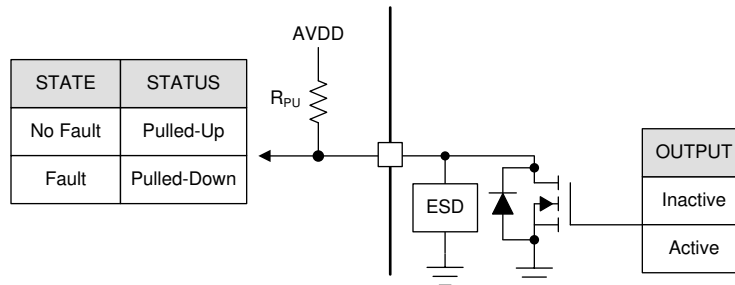 AVDD
STATE STATUS
R_PU
No Fault Pulled-Up
Fault Pulled-Down
ESD
OUTPUT
Inactive
Active